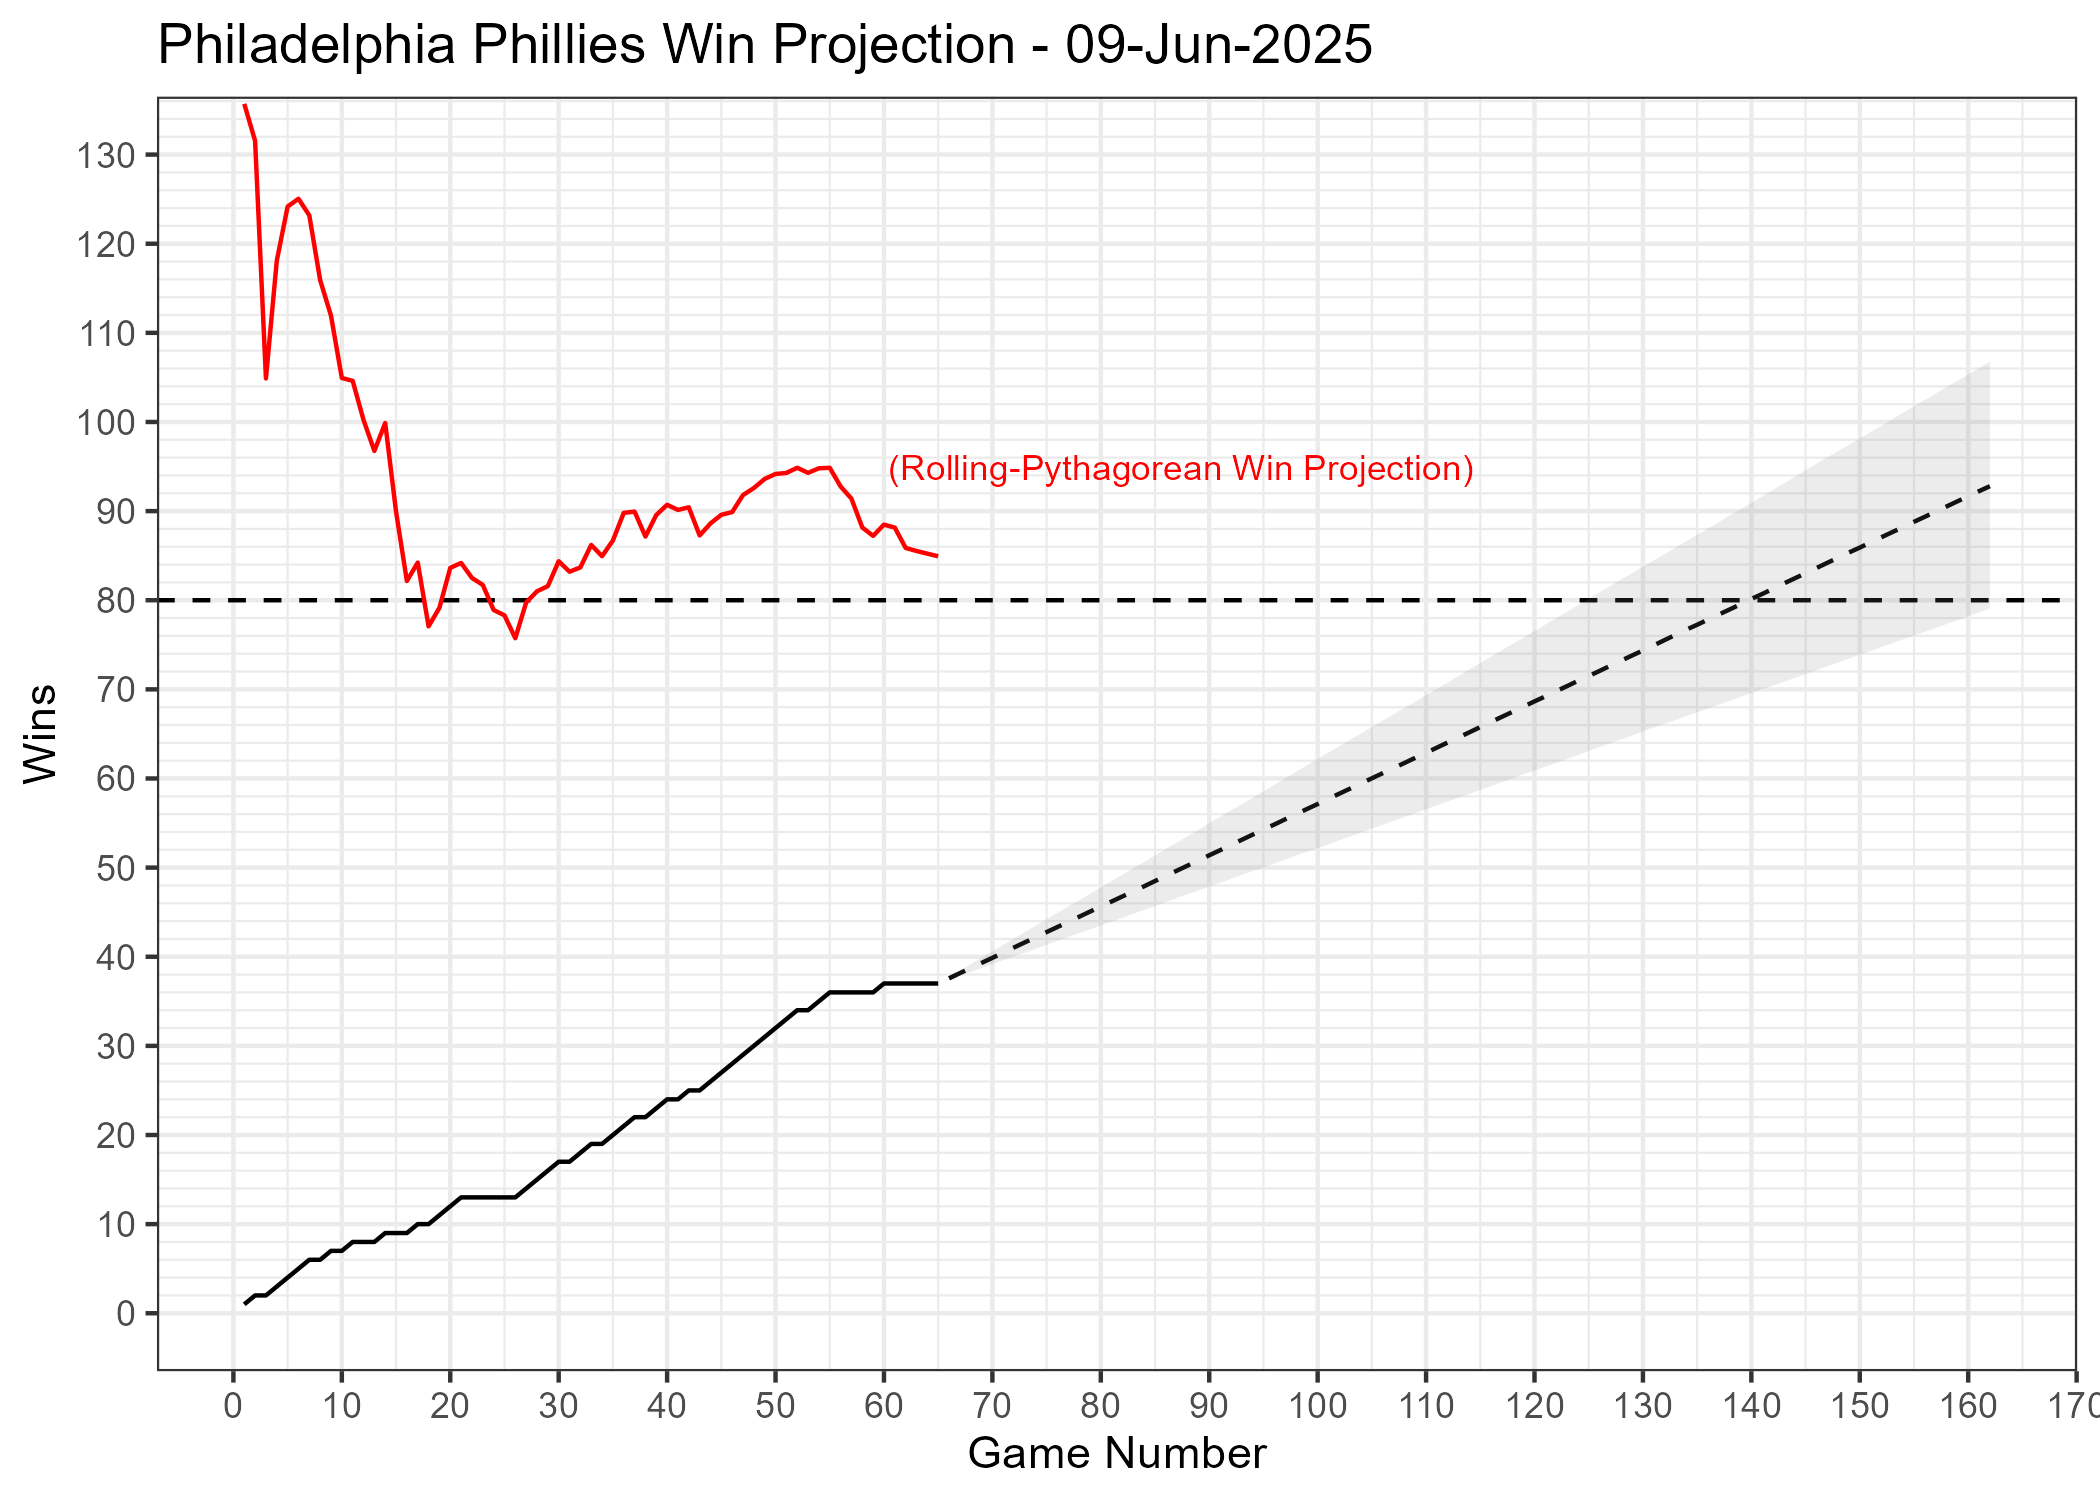 Philadelphia Phillies Win Projection - 09-Jun-2025
130
120
110
100
(Rolling-Pythagorean Win Projection)
90
80
70
Wins
60
50
40
30
20
10
0
0 10 20 30 40 50 60 70 80 90 100 110 120 130 140 150 160 170
Game Number